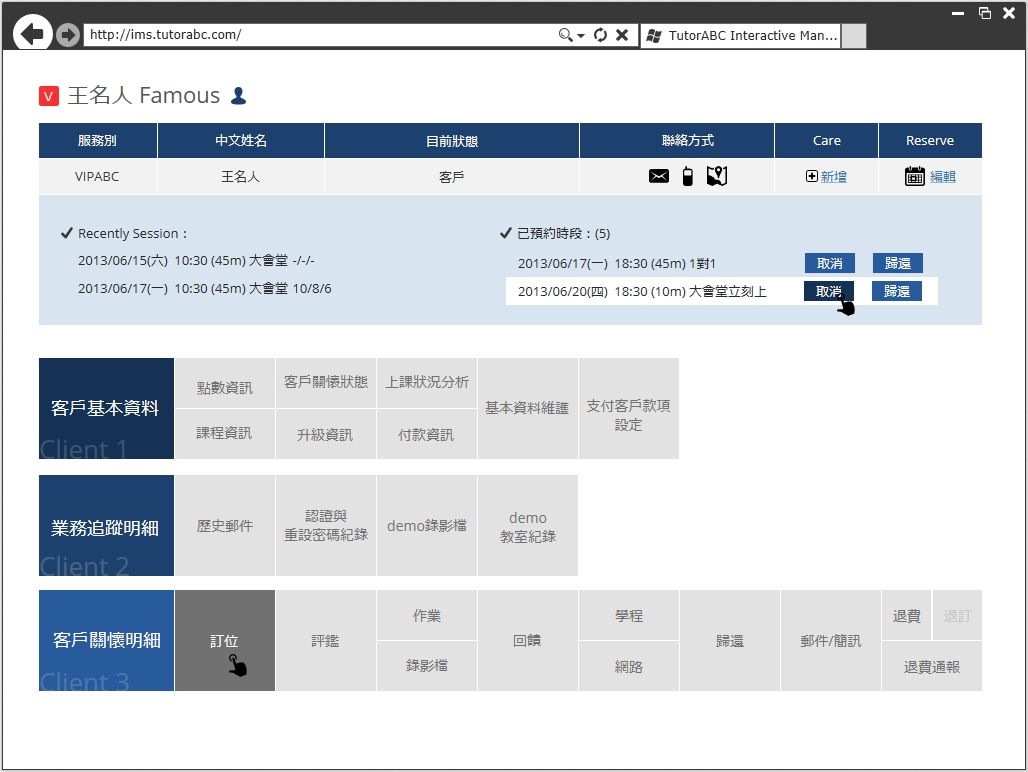 http://ims.tutorabc.com/
TutorABC Interactive Man...
V 王名人 Famous
服務別 中文姓名 目前狀態 聯絡方式 Care Reserve
VIPABC 王名人 客戶 新增 編輯
Recently Session：
2013/06/15(六) 10:30 (45m) 大會堂 -/-/-
2013/06/17(一) 10:30 (45m) 大會堂 10/8/6
已預約時段：(5)
2013/06/17(一) 18:30 (45m) 1對1 取消 歸還
2013/06/20(四) 18:30 (10m) 大會堂立刻上 取消 歸還
客戶基本資料
Client 1
點數資訊
課程資訊
客戶關懷狀態
升級資訊
上課狀況分析
付款資訊
基本資料維護
支付客戶款項
設定
業務追蹤明細
Client 2
歷史郵件
認證與
重設密碼紀錄
demo錄影檔
demo
教室紀錄
客戶關懷明細
Client 3
訂位
評鑑
作業
錄影檔
回饋
學程
網路
歸還
郵件/簡訊
退費
退訂
退費通報